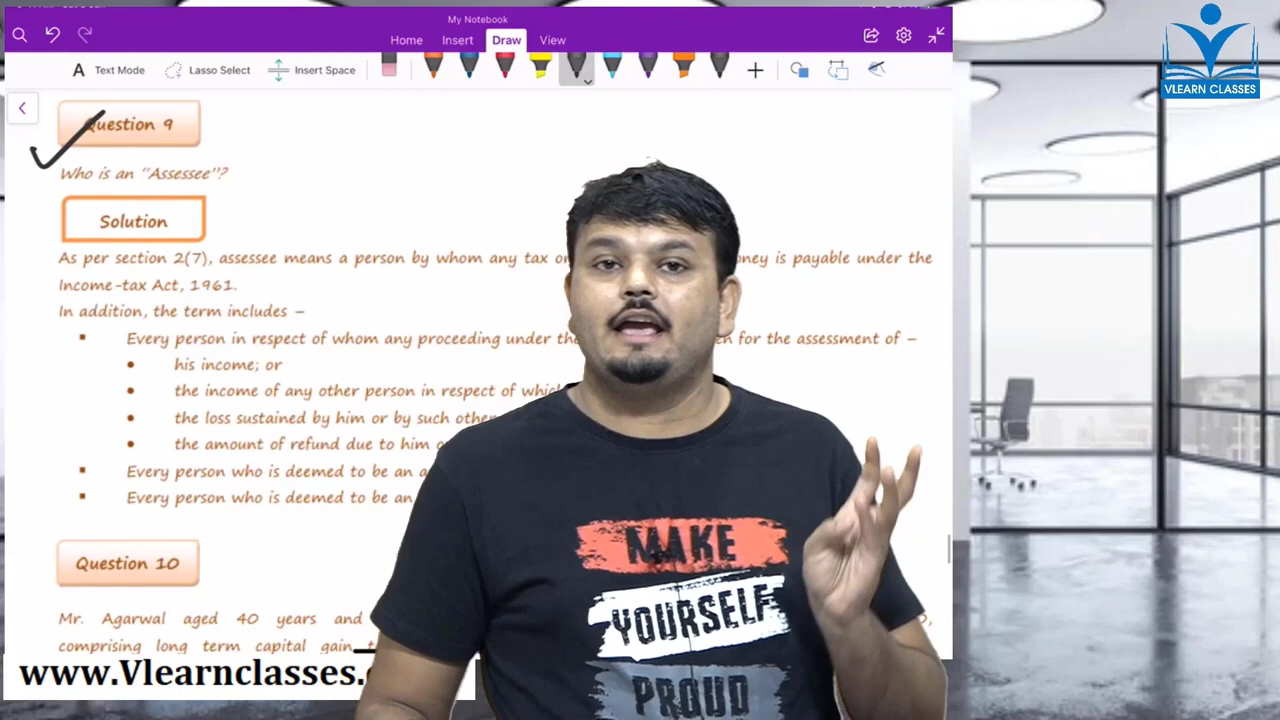 My Notebook
Home Insert Draw View
VLEARN CLASSES
Text Mode Lasso Select Insert Space
Question 9
Who is an "Assessee"?
Solution
As per section 2(7), assessee means a person by whom any tax is payable under the
Income-tax Act, 1961.
In addition, the term includes –
Every person in respect of whom any proceeding under for the assessment of –
his income; or
the income of any other person in respect of
the loss sustained by him or by such other
the amount of refund due to him
Every person who is deemed to be an
Every person who is deemed to be an
Question 10
Mr. Agarwal aged 40 years and
comprising long term capital gain
www.Vlearnclasses.
MAKE
YOURSELF
PROUD